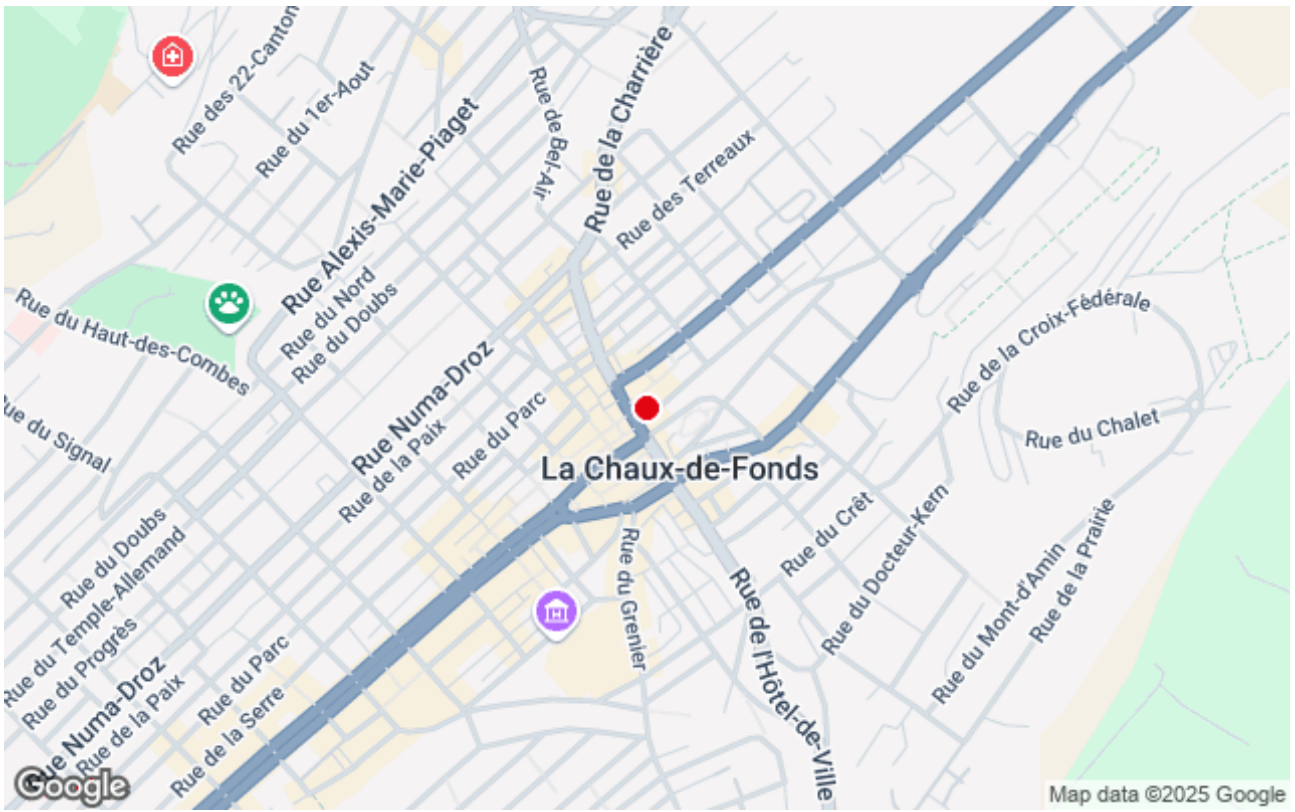 Rue des 22-Canton
Rue du 1er-Aout
Rue de Bel-Air
Rue de la Charrière
Rue Alexis-Marie-Piaget
Rue des Terreaux
Rue du Haut-des-Combes
Rue du Nord
Rue du Doubs
Rue de la Croix-Fédérale
Rue Numa-Droz
Rue du Parc
Rue de la Paix
Rue du Signal
Rue du Chalet
La Chaux-de-Fonds
Rue du Crêt
Rue du Docteur-Kern
Rue du Doubs
Rue du Temple-Allemand
Rue du Progrès
Rue du Grenier
Rue du Mont-d'Amin
Rue de la Prairie
Rue de l'Hôtel-de-Ville
Rue Numa-Droz
Rue de la Paix
Rue du Parc
Rue de la Serre
Google
Map data ©2025 Google